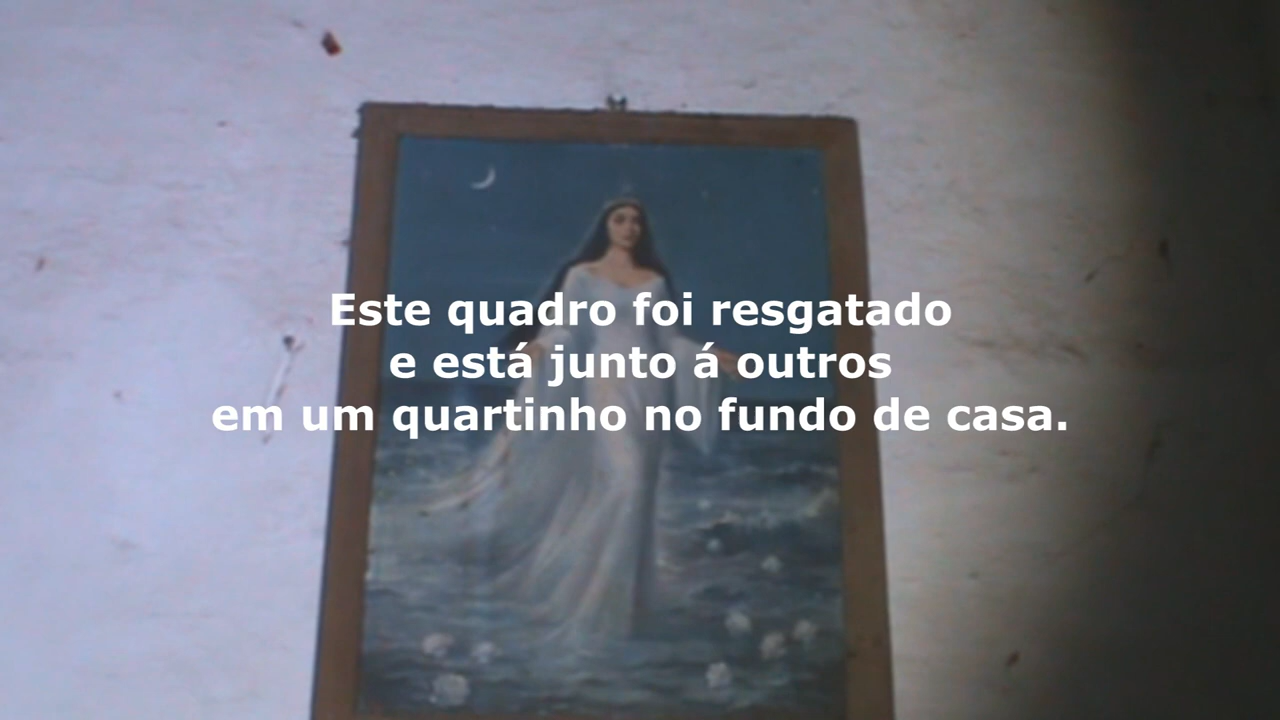 Este quadro foi resgatado
e está junto á outros
em um quartinho no fundo de casa.